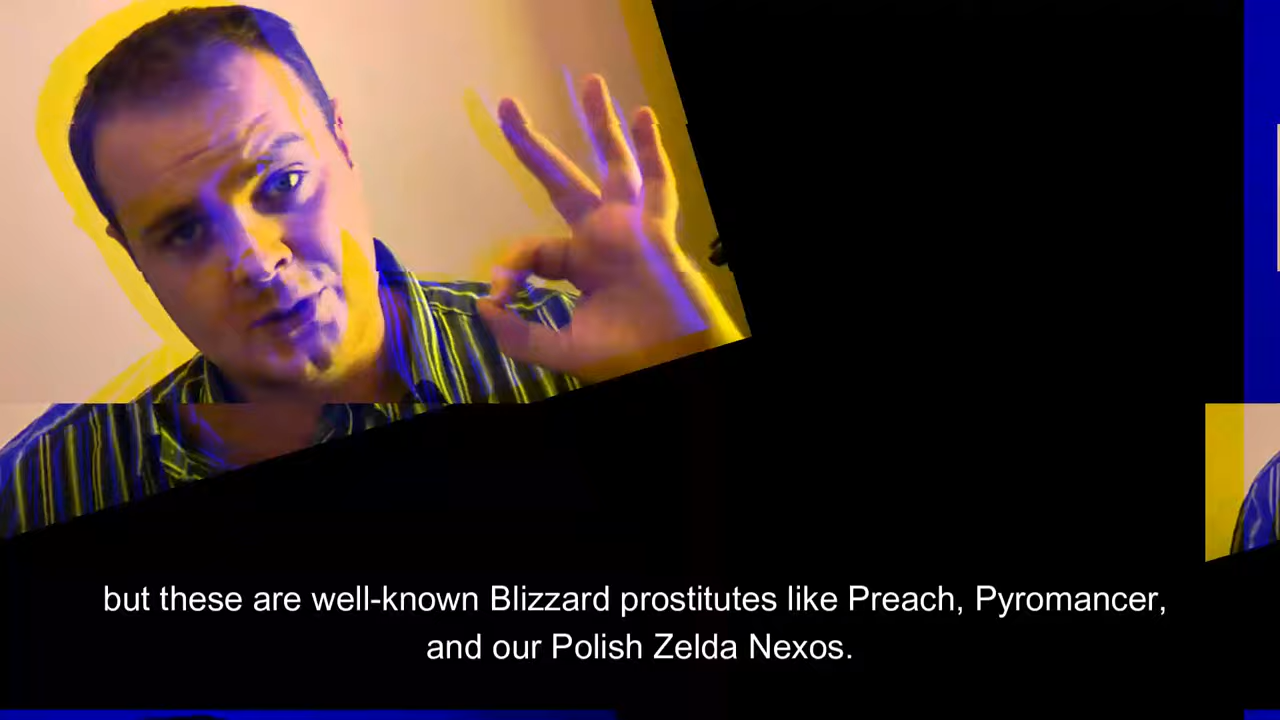 but these are well-known Blizzard prostitutes like Preach, Pyromancer,
and our Polish Zelda Nexos.